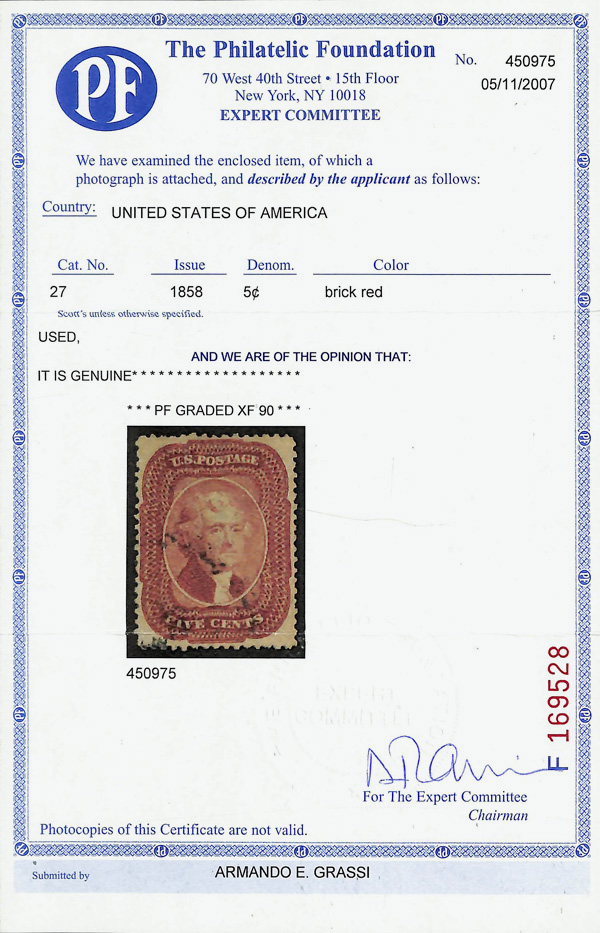 PF
The Philatelic Foundation
70 West 40th Street • 15th Floor
New York, NY 10018
EXPERT COMMITTEE
No. 450975
05/11/2007
We have examined the enclosed item, of which a
photograph is attached, and described by the applicant as follows:
Country: UNITED STATES OF AMERICA
Cat. No. Issue Denom. Color
27 1858 5¢ brick red
Scott's unless otherwise specified.
USED,
AND WE ARE OF THE OPINION THAT:
IT IS GENUINE* * * * * * * * * * * * * * * * * * *
* * * PF GRADED XF 90 * * *
U.S. POSTAGE
FIVE CENTS
450975
F 169528
For The Expert Committee
Chairman
Photocopies of this Certificate are not valid.
Submitted by ARMANDO E. GRASSI